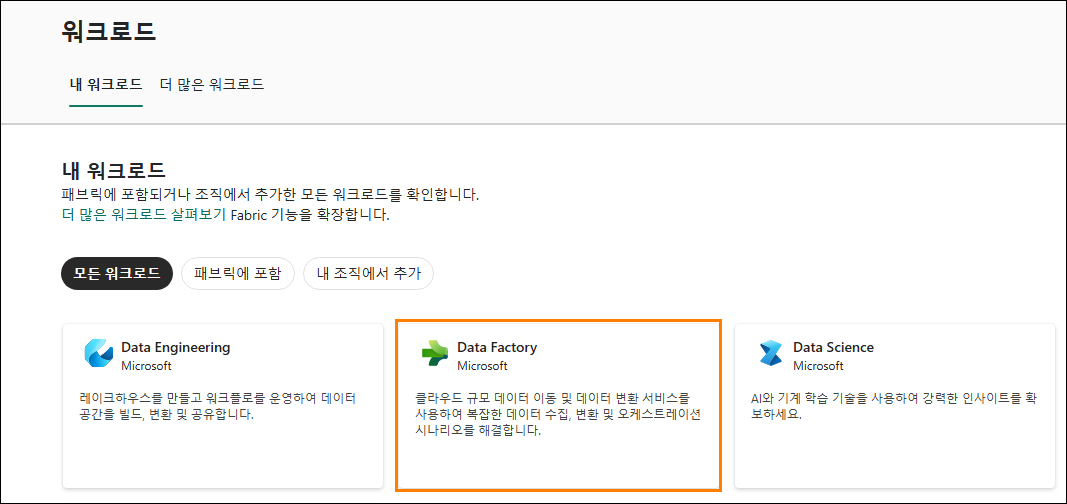 워크로드
내 워크로드 더 많은 워크로드
내 워크로드
패브릭에 포함되거나 조직에서 추가한 모든 워크로드를 확인합니다.
더 많은 워크로드 살펴보기 Fabric 기능을 확장합니다.
모든 워크로드 패브릭에 포함 내 조직에서 추가
Data Engineering
Microsoft
레이크하우스를 만들고 워크플로를 운영하여 데이터
공간을 빌드, 변환 및 공유합니다.
Data Factory
Microsoft
클라우드 규모 데이터 이동 및 데이터 변환 서비스를
사용하여 복잡한 데이터 수집, 변환 및 오케스트레이션
시나리오를 해결합니다.
Data Science
Microsoft
AI와 기계 학습 기술을 사용하여 강력한 인사이트를 확
보하세요.